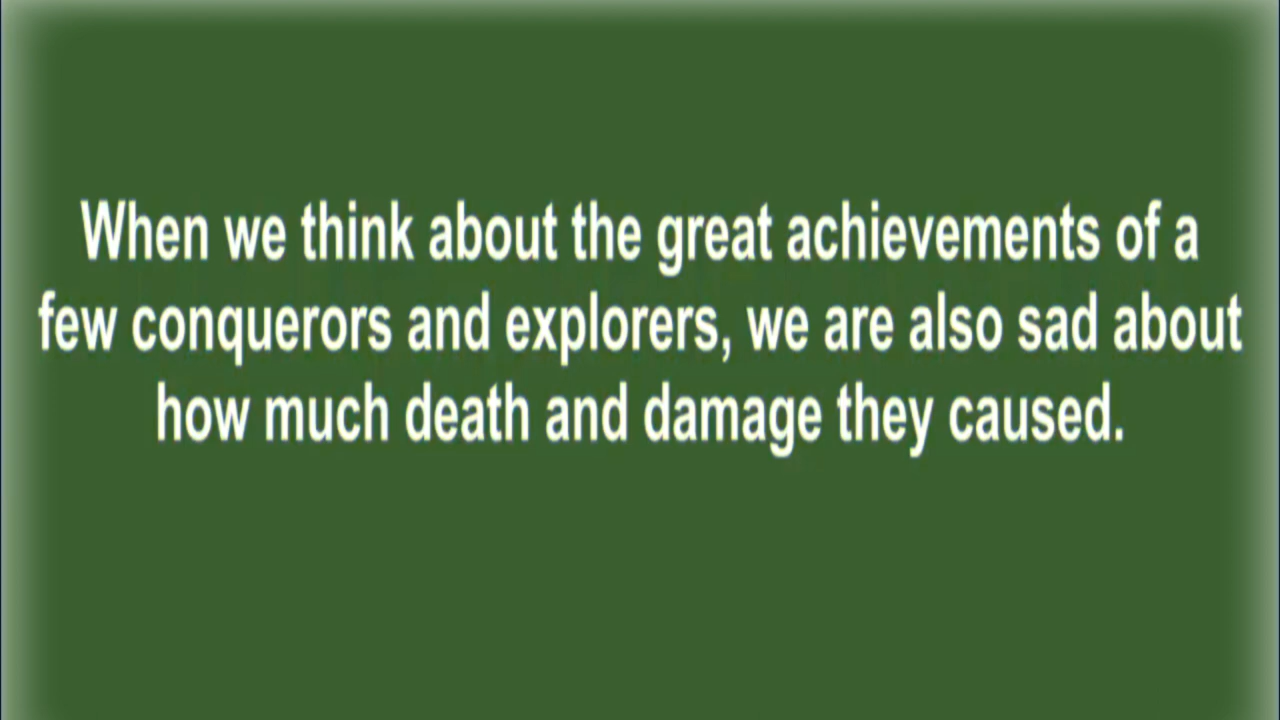 When we think about the great achievements of a
few conquerors and explorers, we are also sad about
how much death and damage they caused.